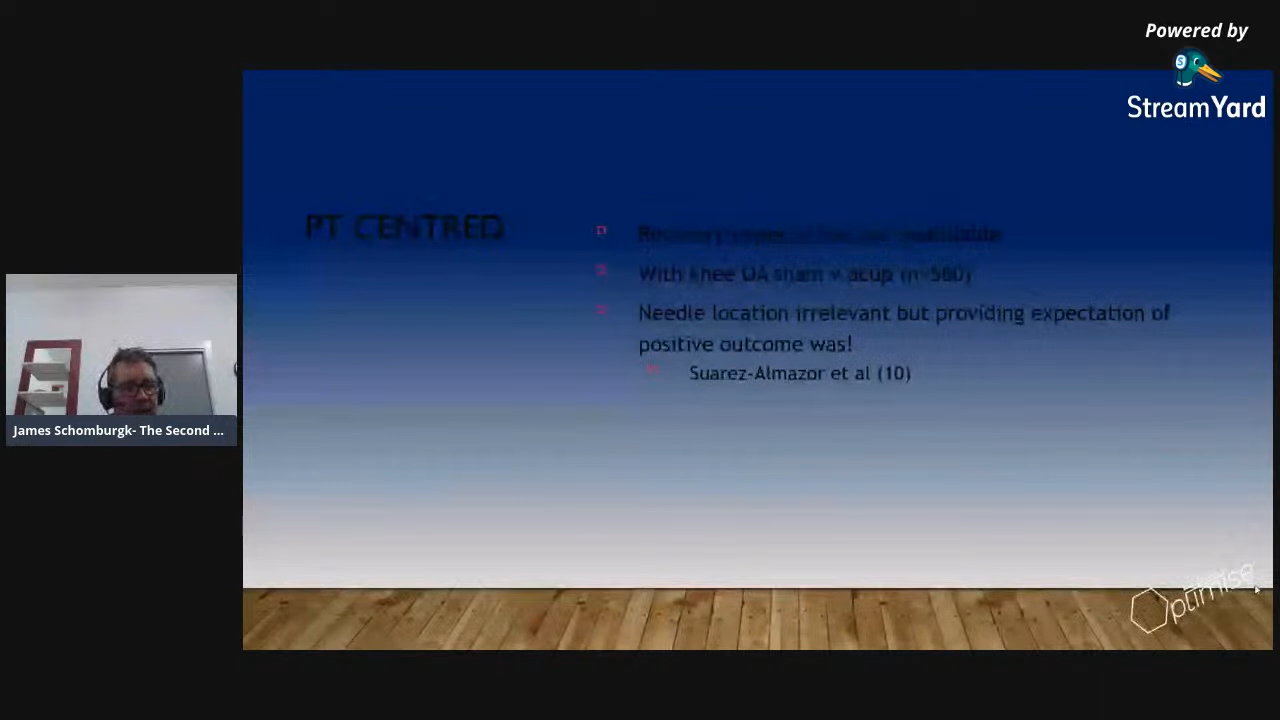 Powered by
StreamYard
PT CENTRED
With knee OA sham v acup (n=560)
Needle location irrelevant but providing expectation of
positive outcome was!
Suarez-Almazor et al (10)
James Schomburgk- The Second ...
Optimise